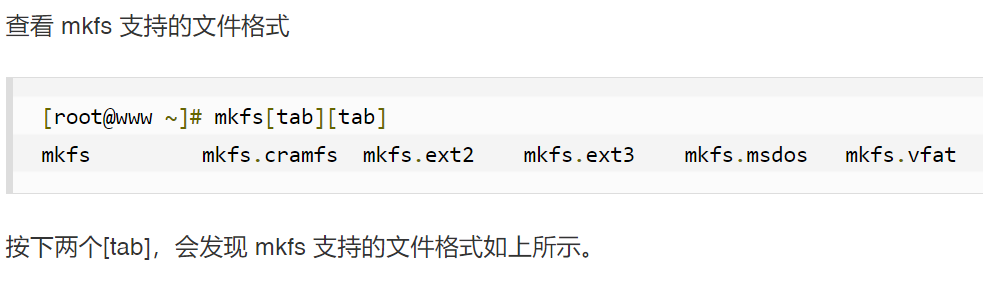 查看 mkfs 支持的文件格式
[root@www ~]# mkfs[tab][tab]
mkfs         mkfs.cramfs  mkfs.ext2    mkfs.ext3    mkfs.msdos   mkfs.vfat
按下两个[tab]，会发现 mkfs 支持的文件格式如上所示。